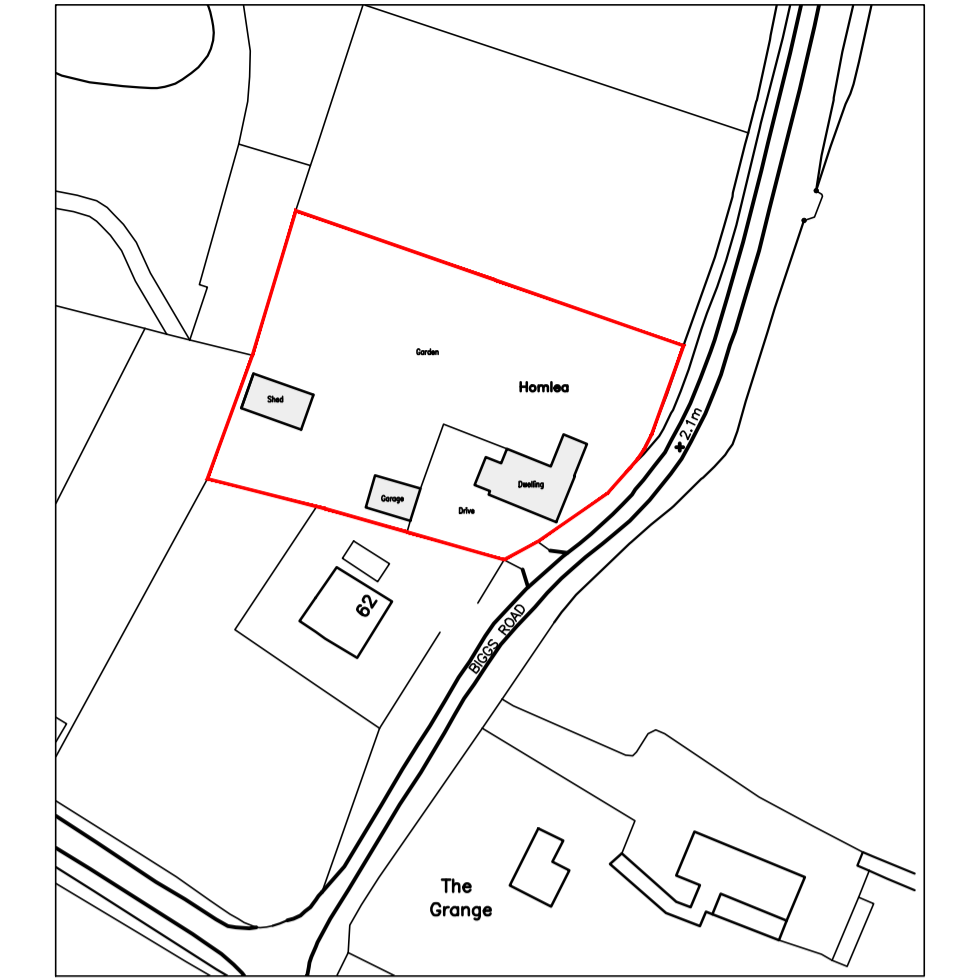 Garden
Homlea
Shed
2.1m
Dwelling
Garage
Drive
62
BIGGS ROAD
The
Grange